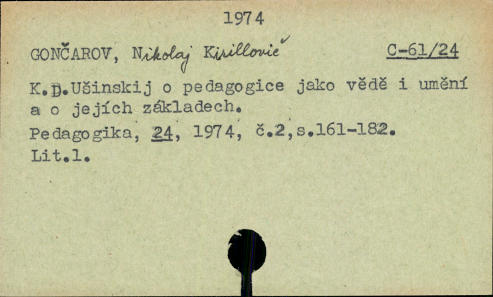 1974
GONČAROV, Nikolaj Kirillovič C-61/24
K.D.Ušinskij o pedagogice jako vědě i umění
a o jejích základech.
Pedagogika, 24, 1974, č.2,s.161-182.
Lit.1.